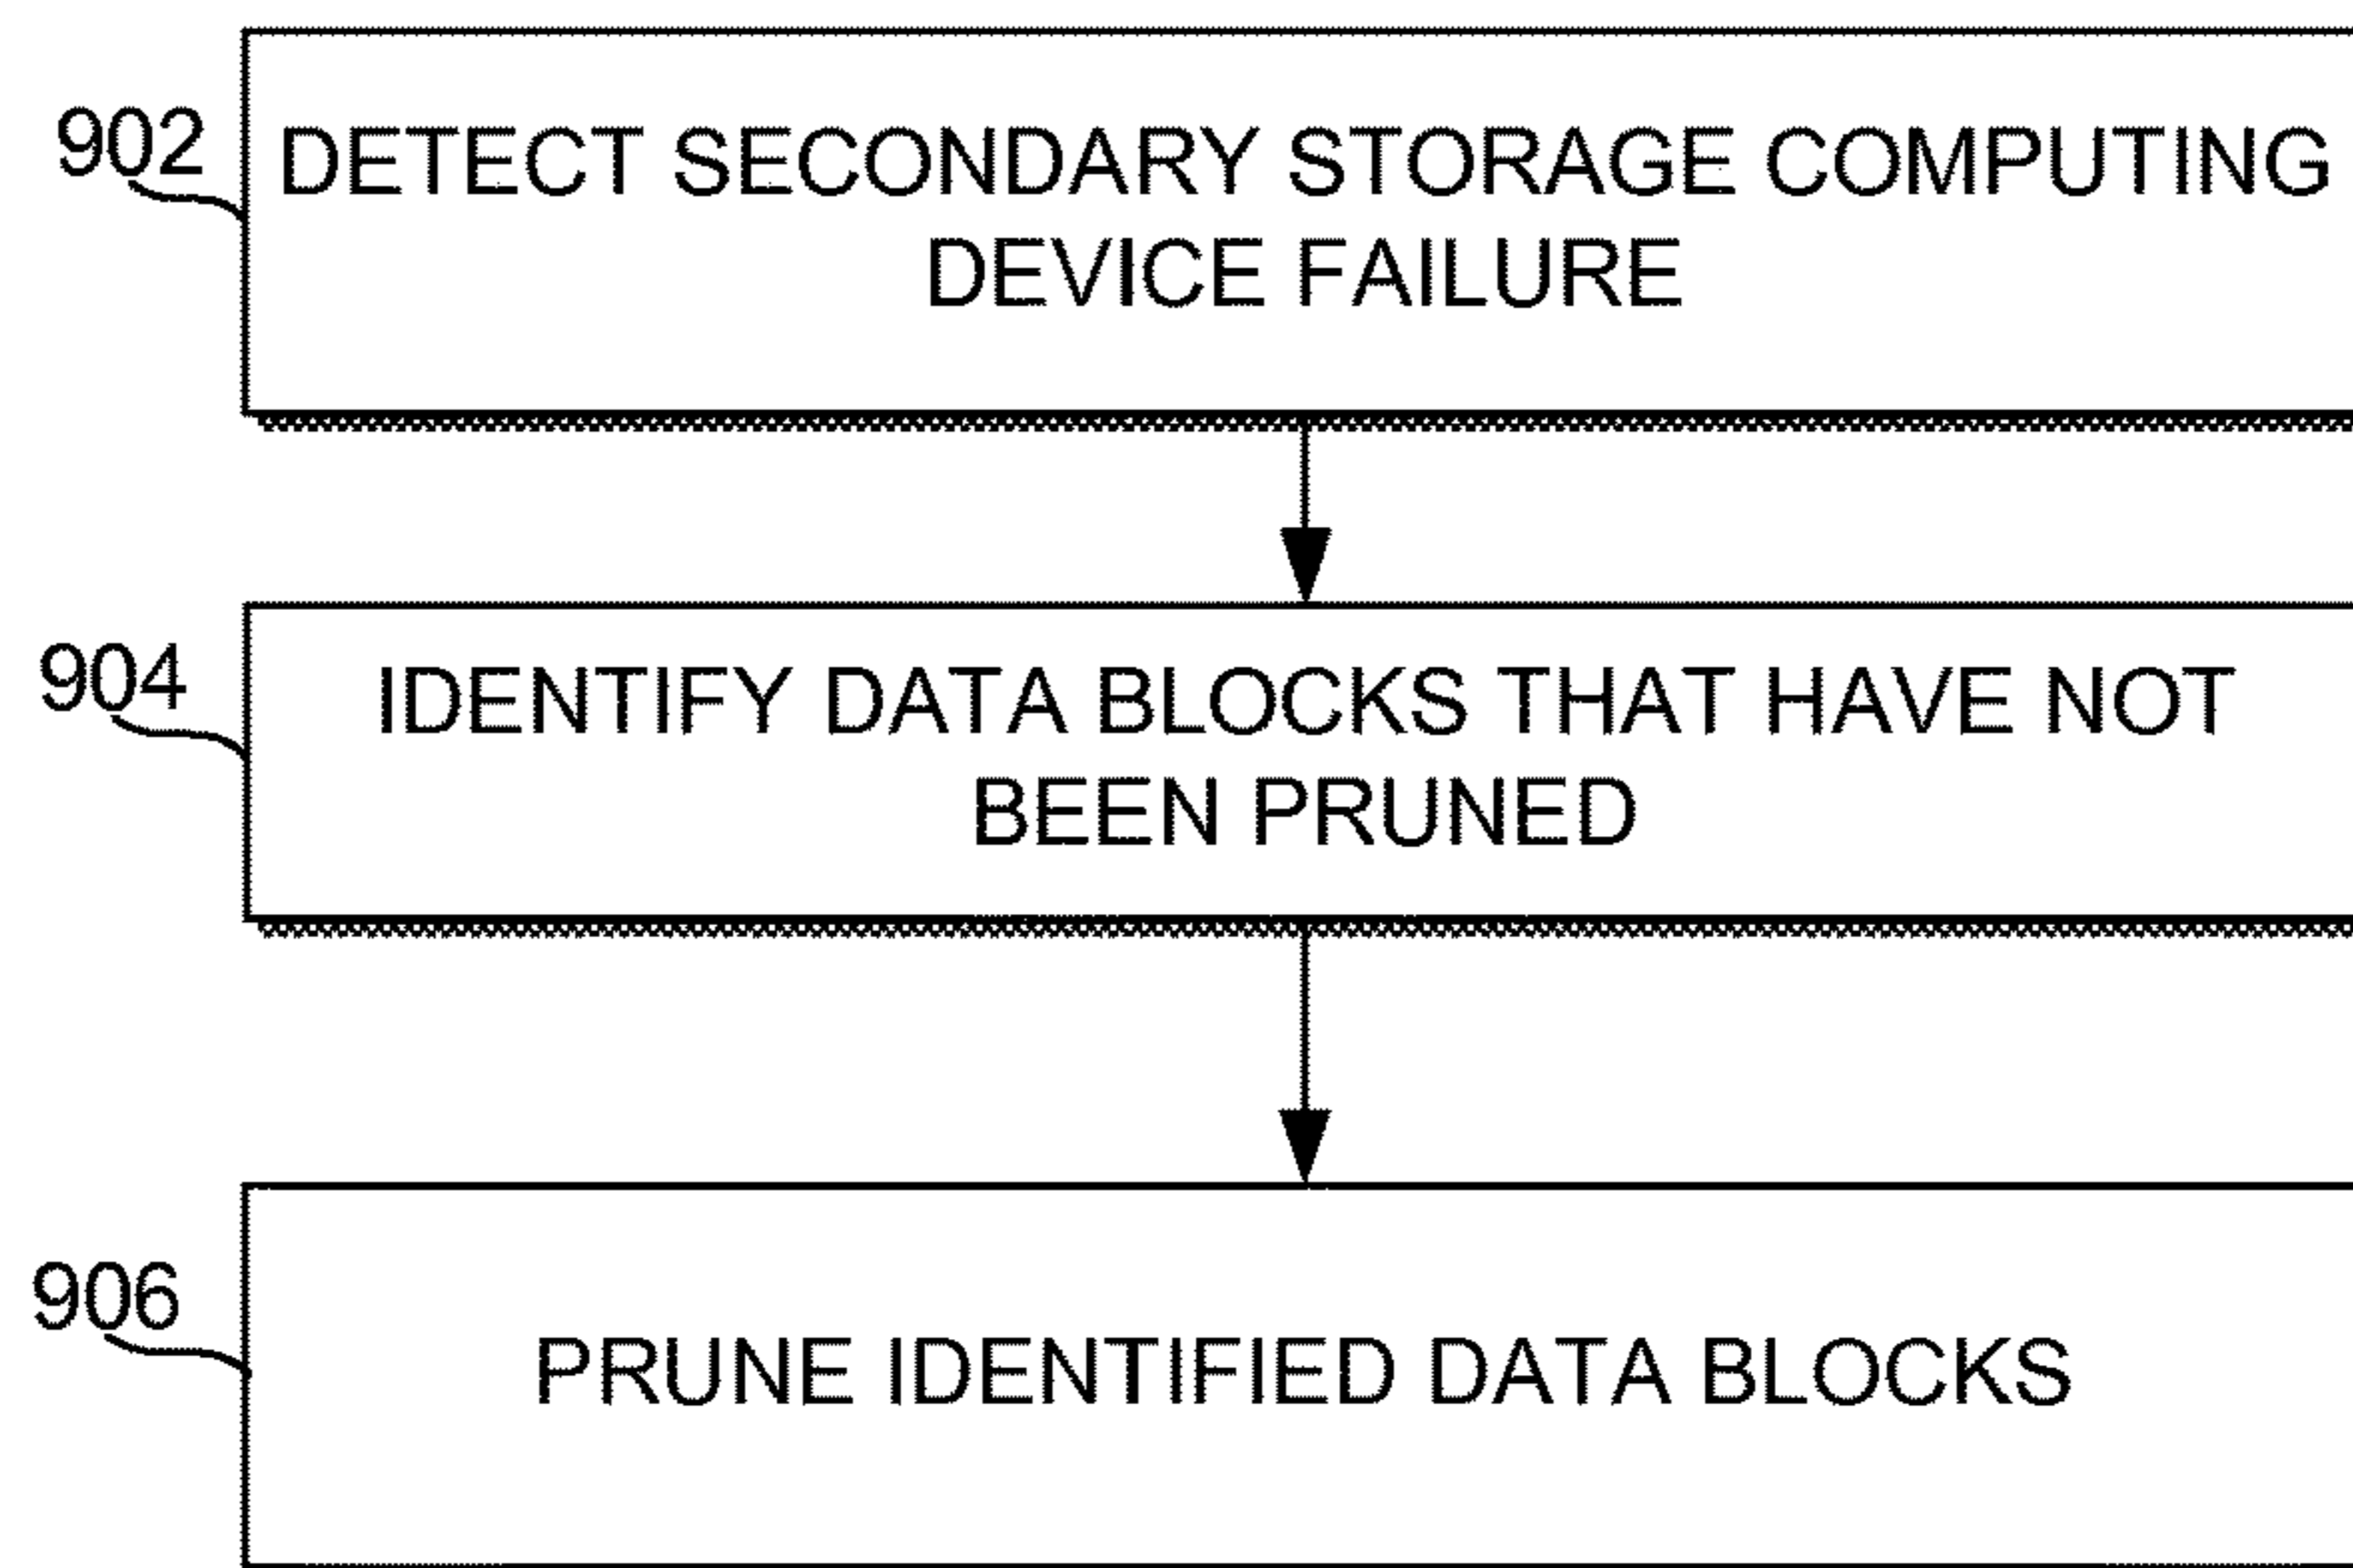 902
DETECT SECONDARY STORAGE COMPUTING
DEVICE FAILURE
904
IDENTIFY DATA BLOCKS THAT HAVE NOT
BEEN PRUNED
906
PRUNE IDENTIFIED DATA BLOCKS